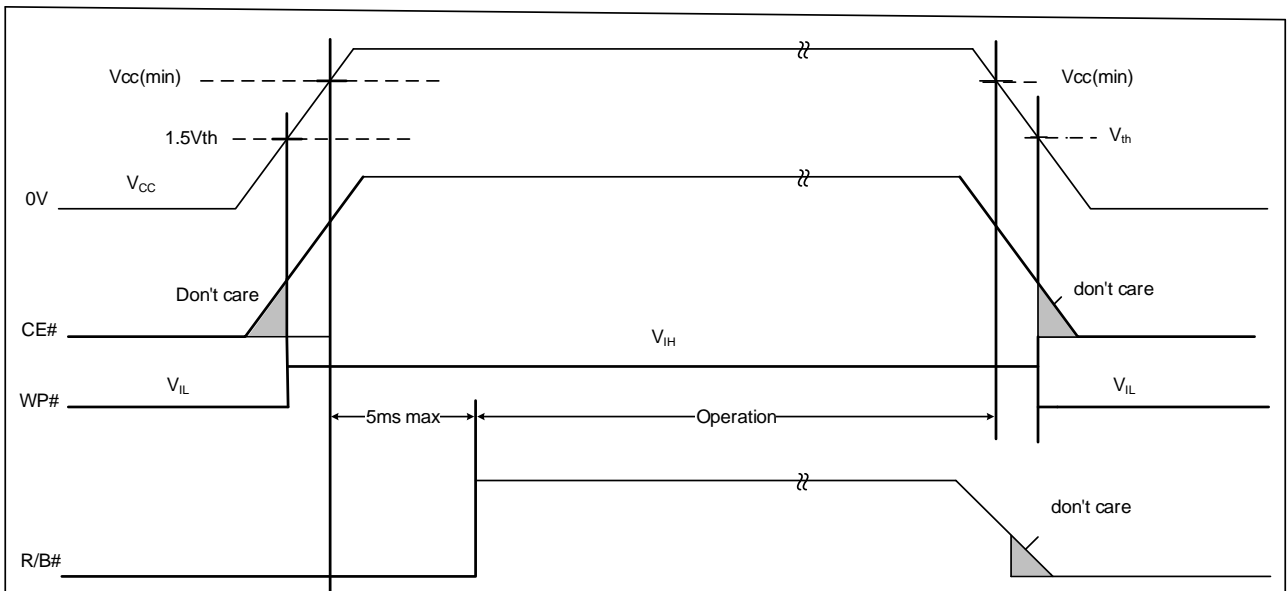 Vcc(min)
Vcc(min)
1.5Vth
Vth
VCC
0V
Don't care
don't care
CE#
VIH
VIL
VIL
WP#
5ms max
Operation
don't care
R/B#